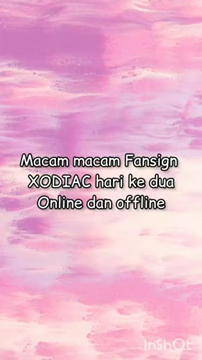 Macam macam Fansign
XODIAC hari ke dua
Online dan offline
InShOt